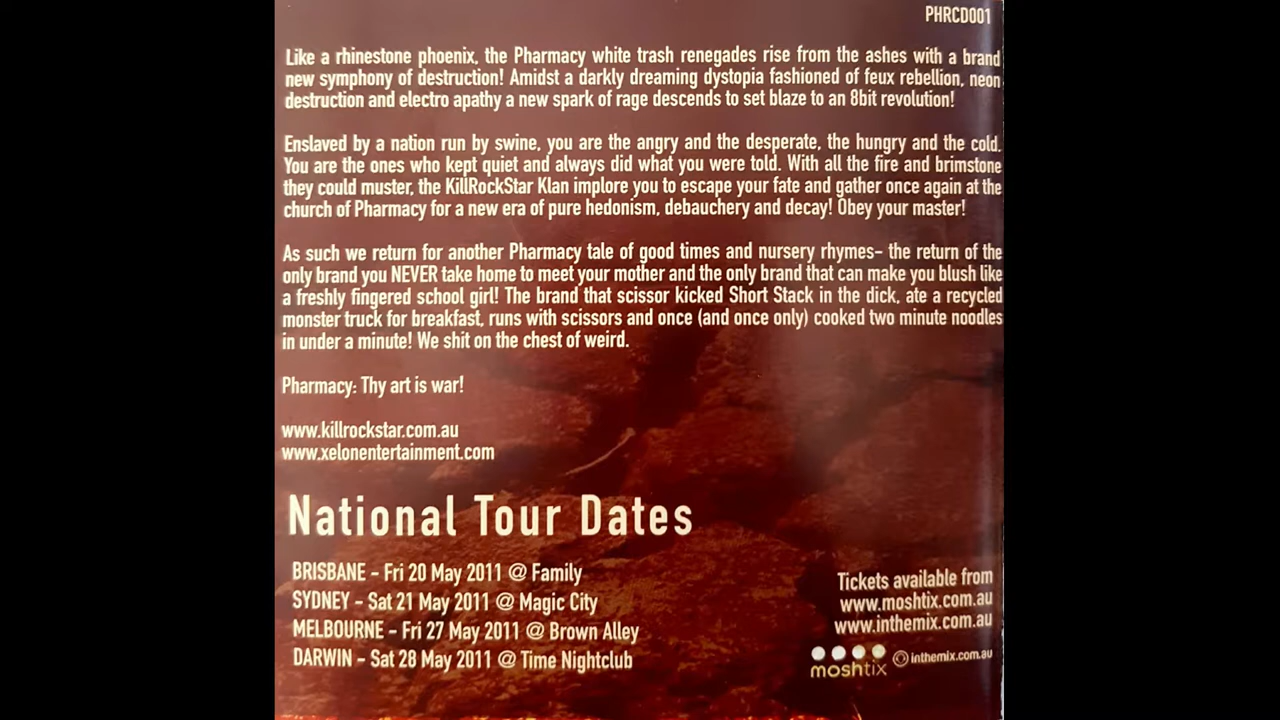 PHRCD001
Like a rhinestone phoenix, the Pharmacy white trash renegades rise from the ashes with a brand
new symphony of destruction! Amidst a darkly dreaming dystopia fashioned of feux rebellion, neon
destruction and electro apathy a new spark of rage descends to set blaze to an 8bit revolution!
Enslaved by a nation run by swine, you are the angry and the desperate, the hungry and the cold.
You are the ones who kept quiet and always did what you were told. With all the fire and brimstone
they could muster, the KillRockStar Klan implore you to escape your fate and gather once again at the
church of Pharmacy for a new era of pure hedonism, debauchery and decay! Obey your master!
As such we return for another Pharmacy tale of good times and nursery rhymes– the return of the
only brand you NEVER take home to meet your mother and the only brand that can make you blush like
a freshly fingered school girl! The brand that scissor kicked Short Stack in the dick, ate a recycled
monster truck for breakfast, runs with scissors and once (and once only) cooked two minute noodles
in under a minute! We shit on the chest of weird.
Pharmacy: Thy art is war!
www.killrockstar.com.au
www.xelonentertainment.com
National Tour Dates
BRISBANE – Fri 20 May 2011 @ Family
SYDNEY – Sat 21 May 2011 @ Magic City
MELBOURNE – Fri 27 May 2011 @ Brown Alley
DARWIN – Sat 28 May 2011 @ Time Nightclub
Tickets available from
www.moshtix.com.au
www.inthemix.com.au
moshtix
inthemix.com.au